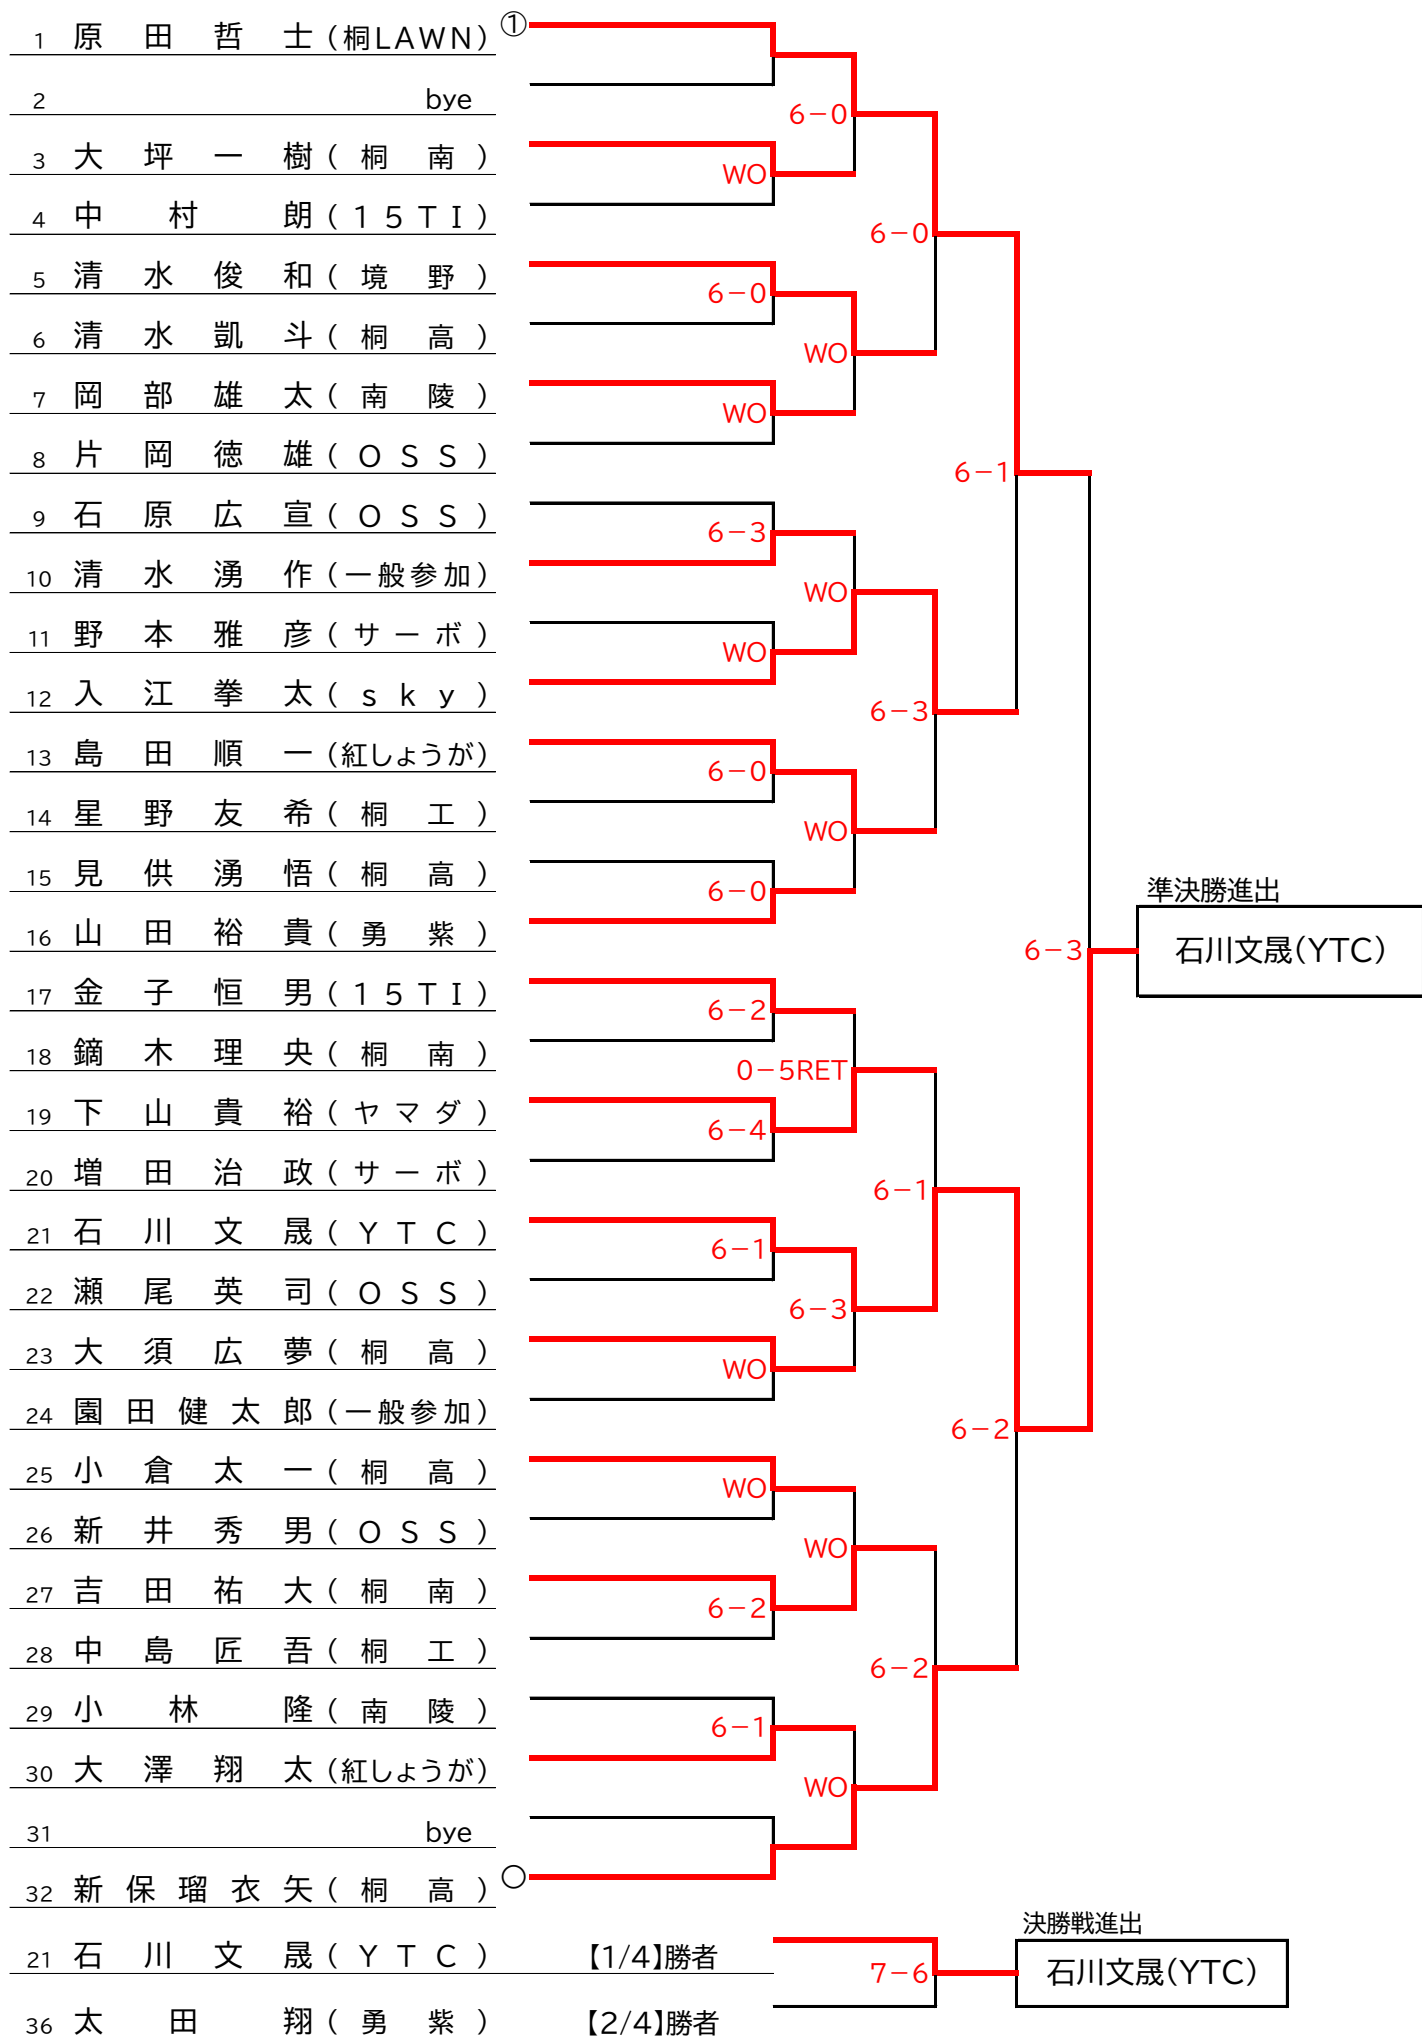 1 原田哲士(桐LAWN) ①
2 bye
6-0
3 大坪一樹(桐南)
WO
4 中村朗(15TI)
6-0
5 清水俊和(境野)
6-0
6 清水凱斗(桐高)
WO
7 岡部雄太(南陵)
WO
8 片岡徳雄(OSS)
6-1
9 石原広宣(OSS)
6-3
10 清水湧作(一般参加)
WO
11 野本雅彦(サーボ)
WO
12 入江拳太(sky)
6-3
13 島田順一(紅しょうが)
6-0
14 星野友希(桐工)
WO
15 見供湧悟(桐高)
6-0
準決勝進出
16 山田裕貴(勇紫)
6-3 石川文晟(YTC)
17 金子恒男(15TI)
6-2
18 鏑木理央(桐南)
0-5RET
19 下山貴裕(ヤマダ)
6-4
20 増田治政(サーボ)
6-1
21 石川文晟(YTC)
6-1
22 瀬尾英司(OSS)
6-3
23 大須広夢(桐高)
WO
24 園田健太郎(一般参加)
6-2
25 小倉太一(桐高)
WO
26 新井秀男(OSS)
WO
27 吉田祐大(桐南)
6-2
28 中島匠吾(桐工)
6-2
29 小林隆(南陵)
6-1
30 大澤翔太(紅しょうが)
WO
31 bye
32 新保瑠衣矢(桐高) ○
決勝戦進出
21 石川文晟(YTC) 【1/4】勝者
7-6 石川文晟(YTC)
36 太田翔(勇紫) 【2/4】勝者